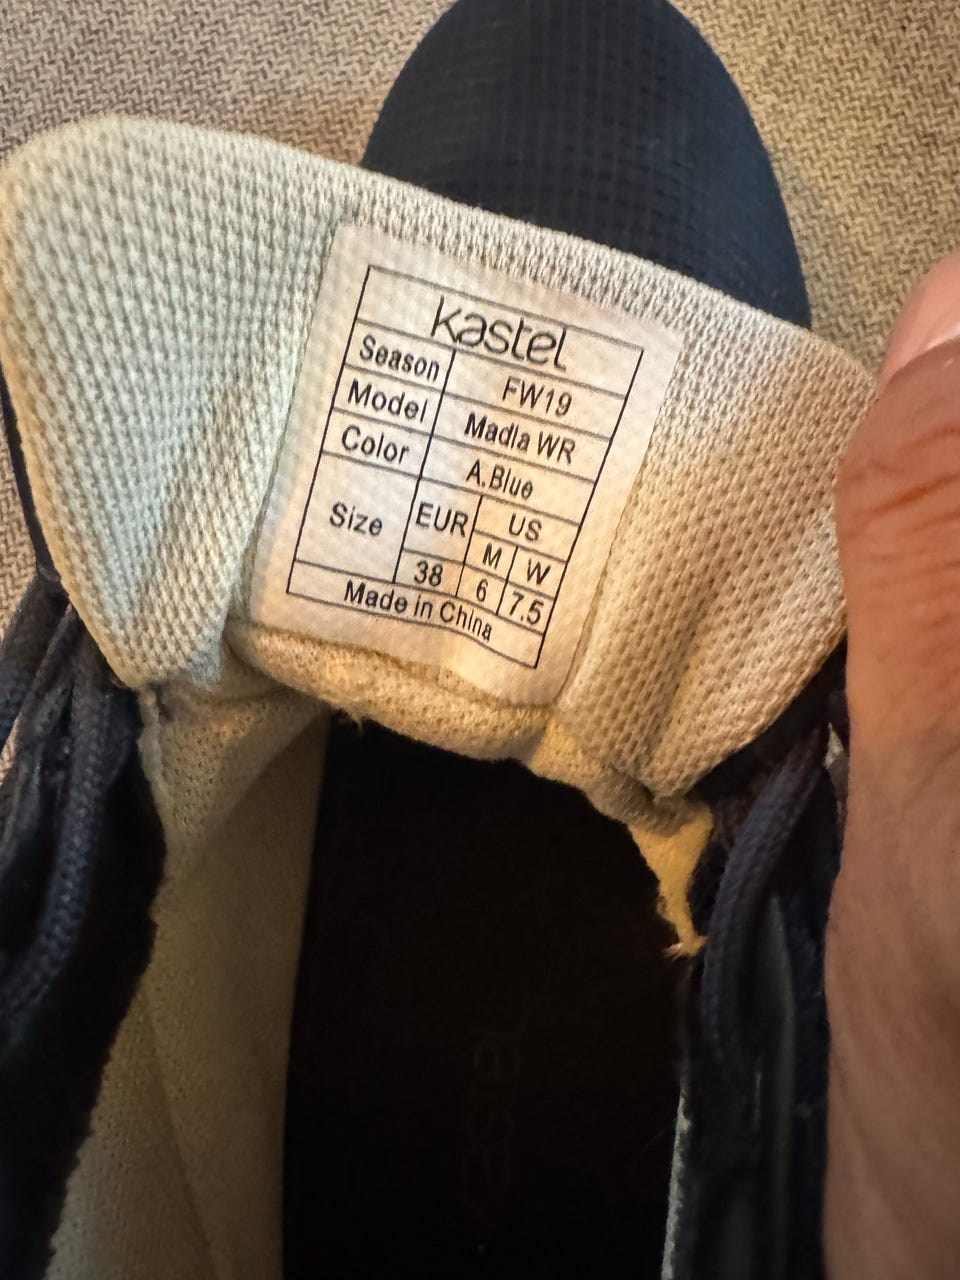 kastel
Season FW19
Model Madla WR
Color A.Blue
Size EUR US
M W
38 6 7.5
Made in China